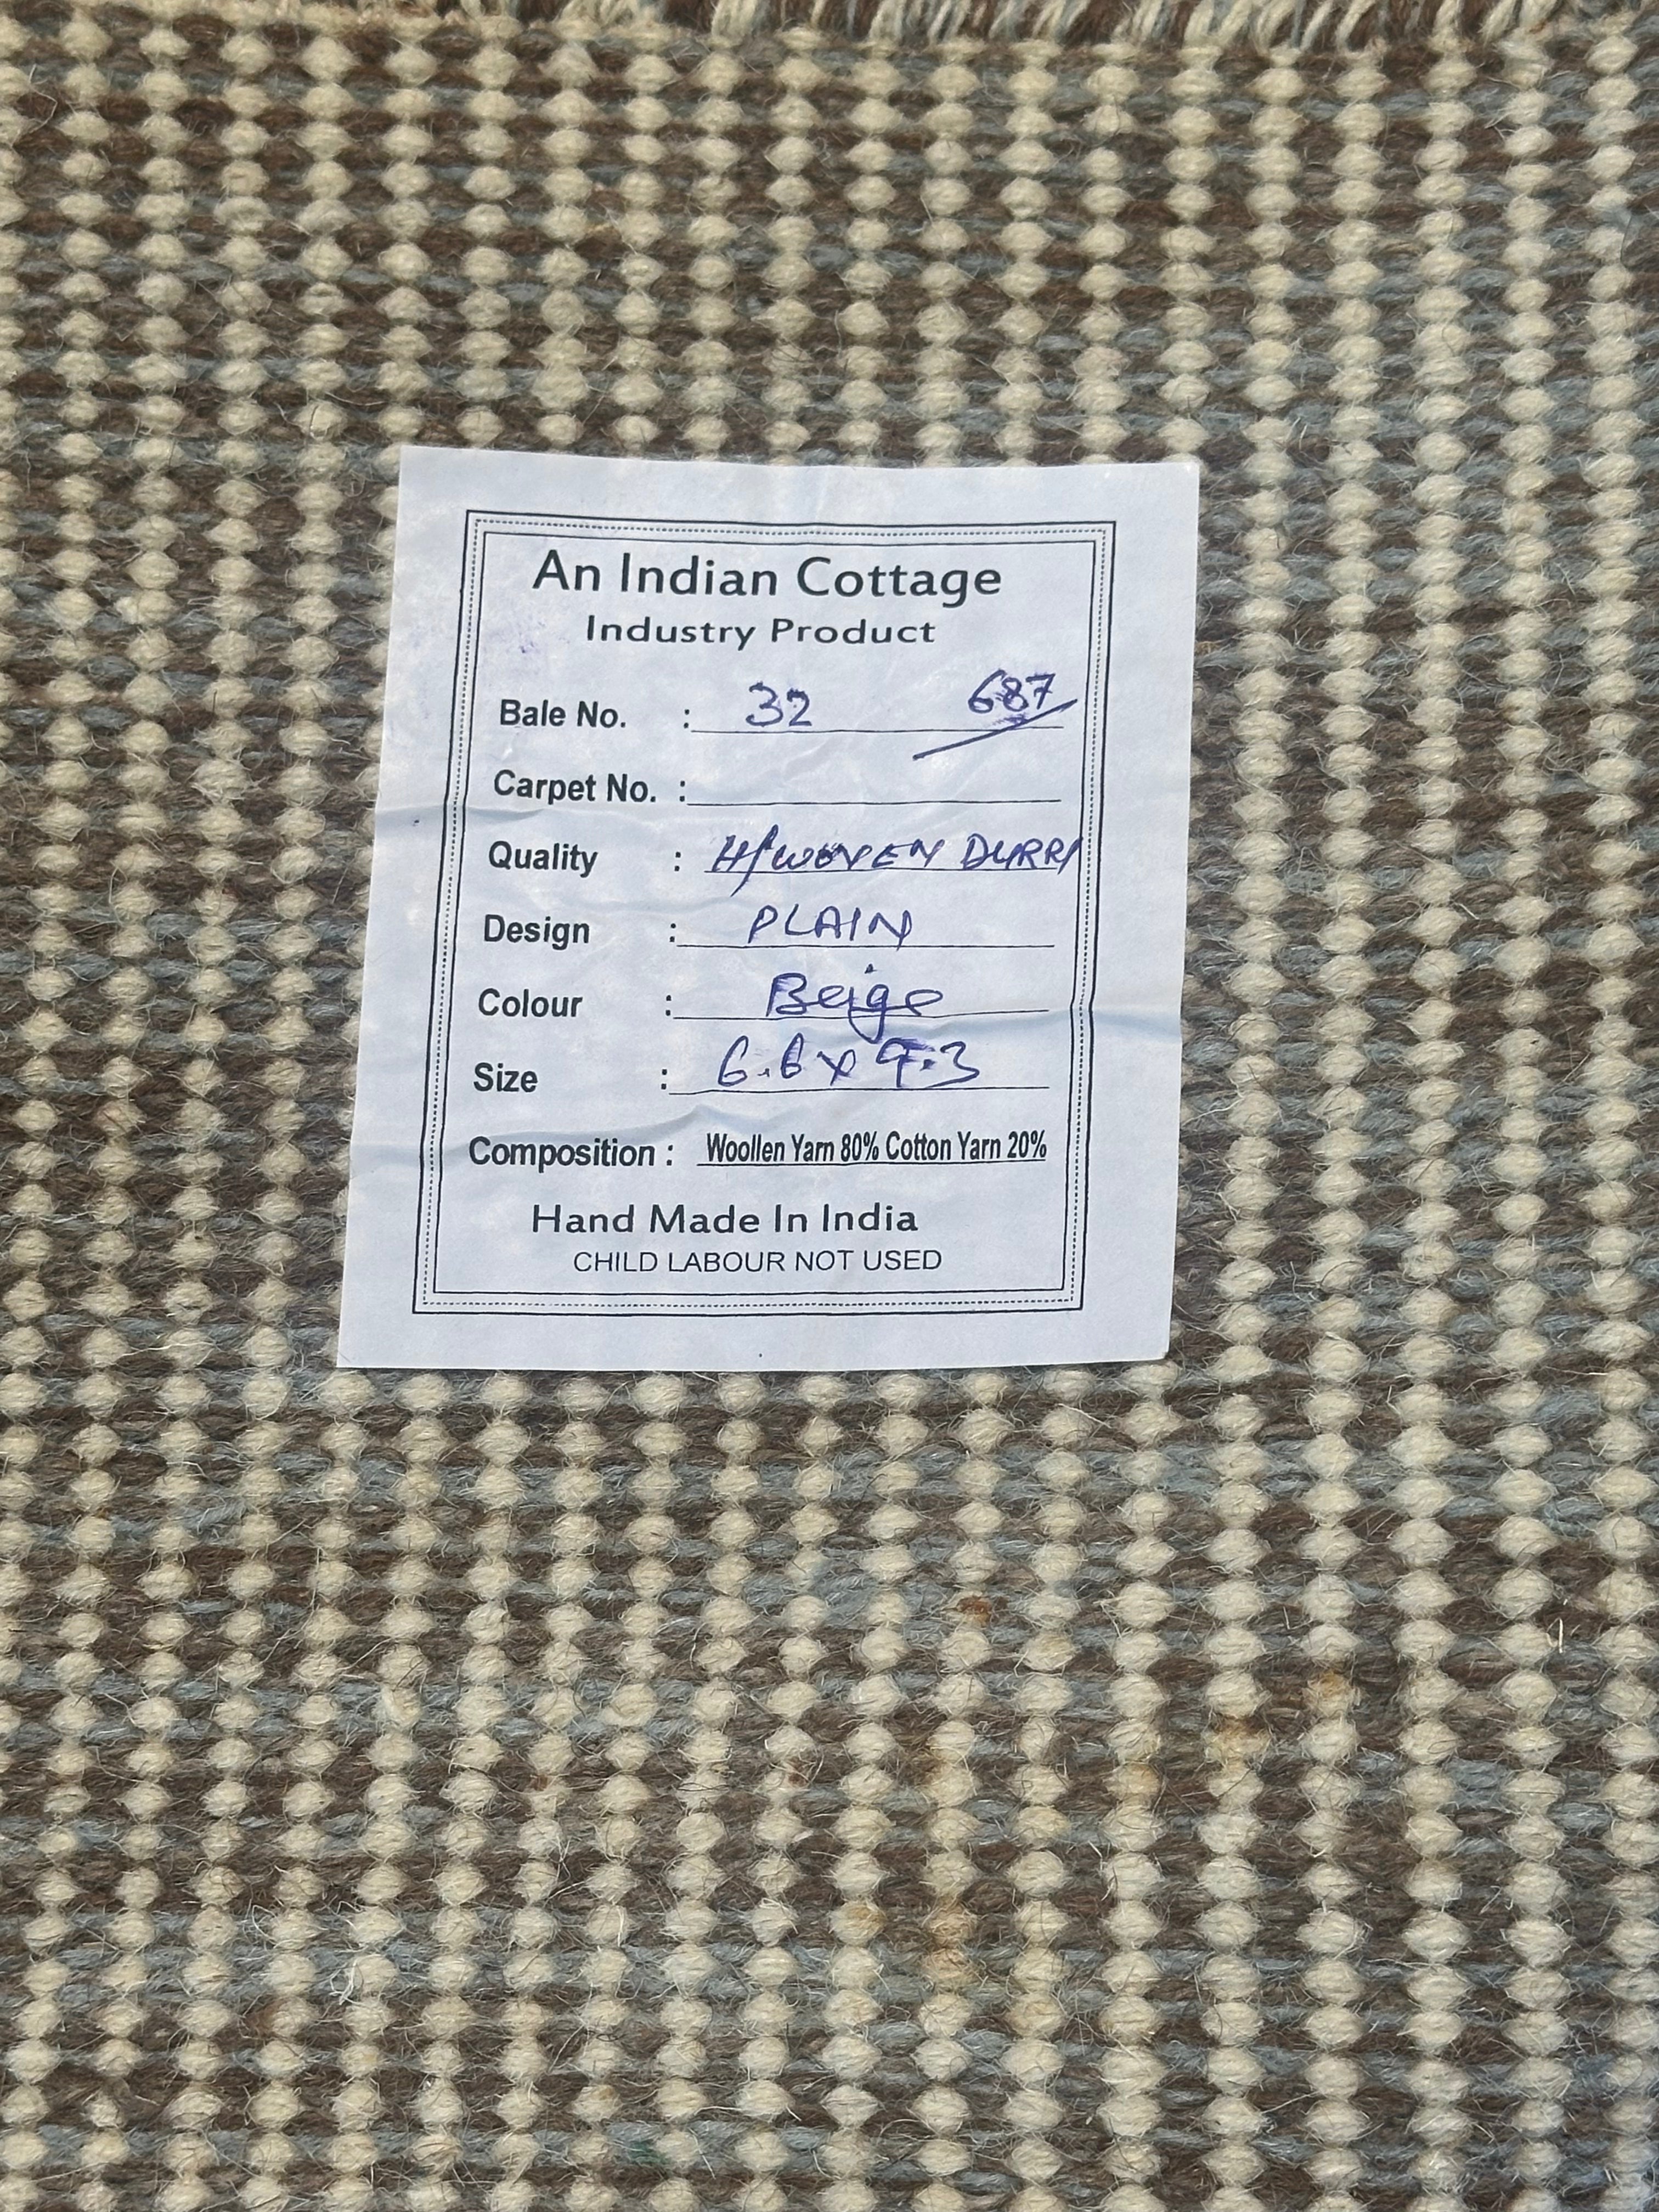 An Indian Cottage
Industry Product
Bale No. : 32 687
Carpet No. :
Quality : H/WOVEN DURRI
Design : PLAIN
Colour : Beige
Size : 6.6 x 9.3
Composition : Woollen Yarn 80% Cotton Yarn 20%
Hand Made In India
CHILD LABOUR NOT USED